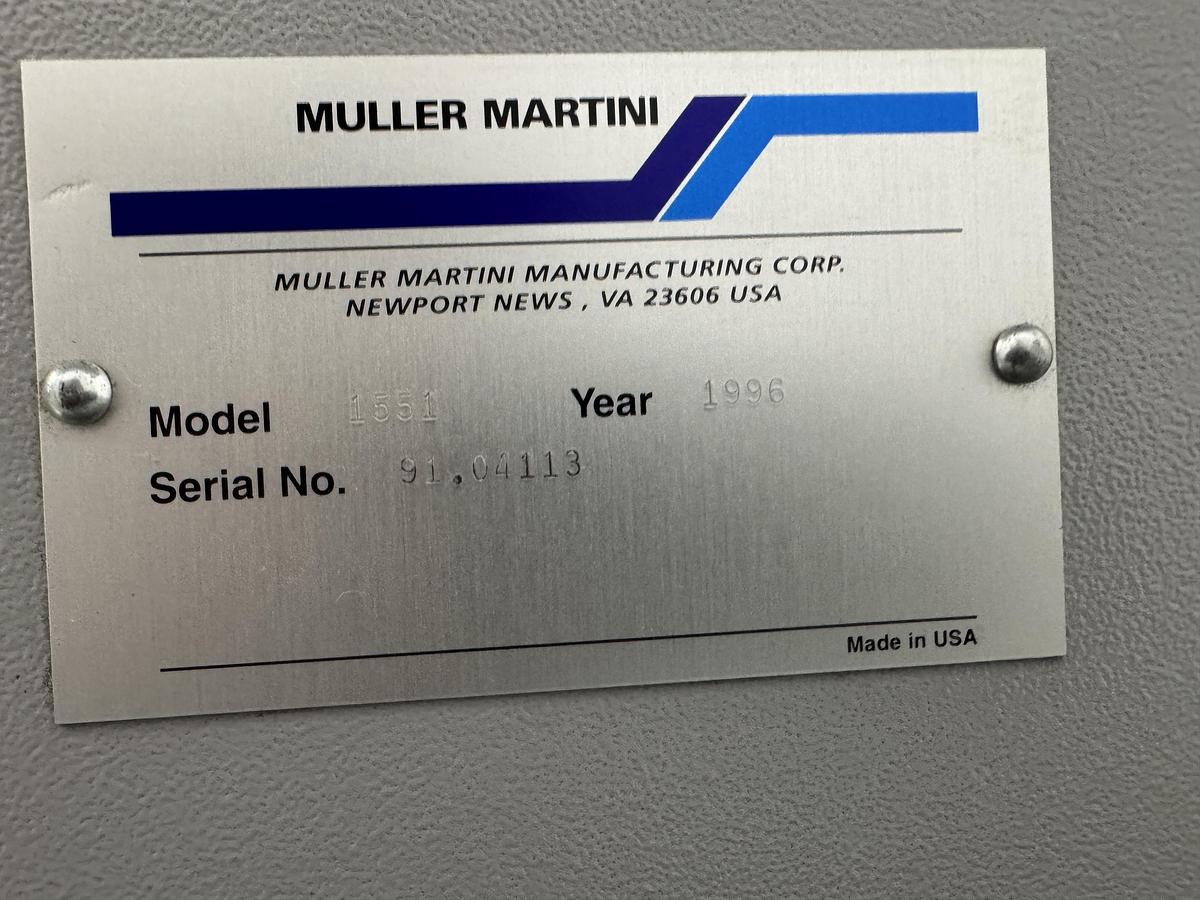 MULLER MARTINI
MULLER MARTINI MANUFACTURING CORP.
NEWPORT NEWS , VA 23606 USA
Model 1551 Year 1996
Serial No. 91.04113
Made in USA